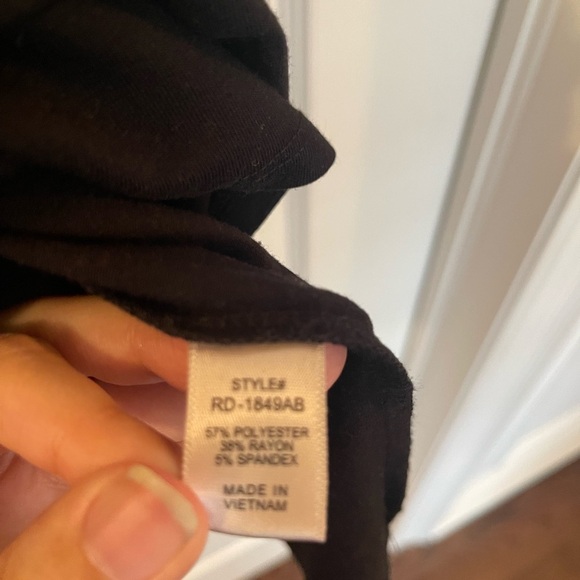 STYLE#
RD-1849AB
57% POLYESTER
38% RAYON
5% SPANDEX
MADE IN
VIETNAM